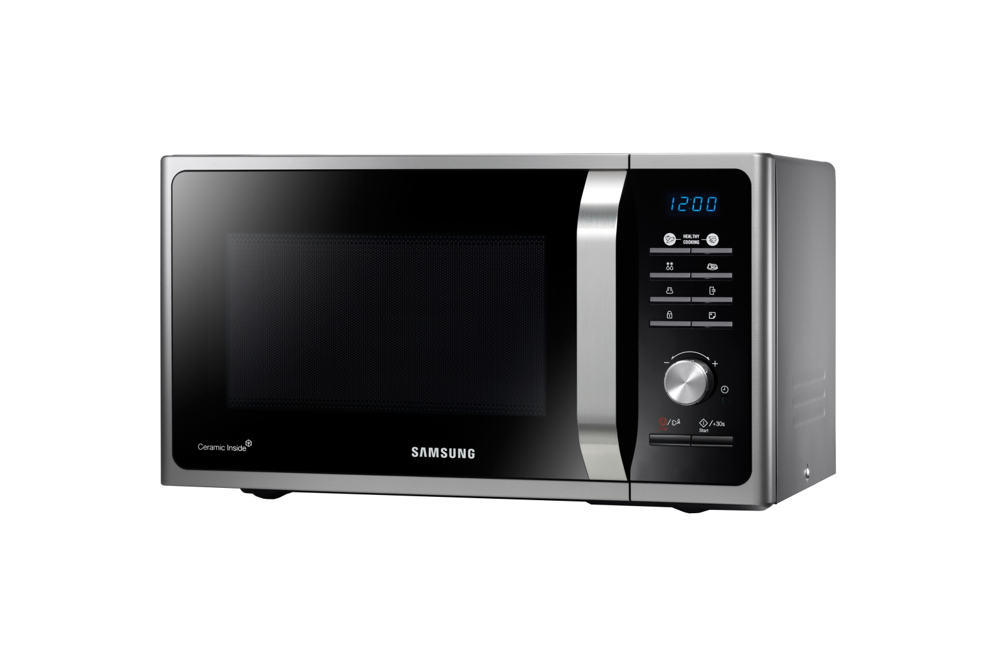 12:00
HEALTHY
COOKING
− +
/
/+30s
Start
Ceramic Inside
SAMSUNG